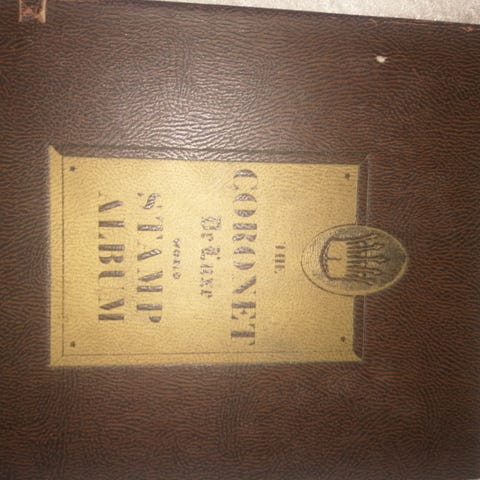 THE
CORONET
De Luxe
WORLD
STAMP
ALBUM